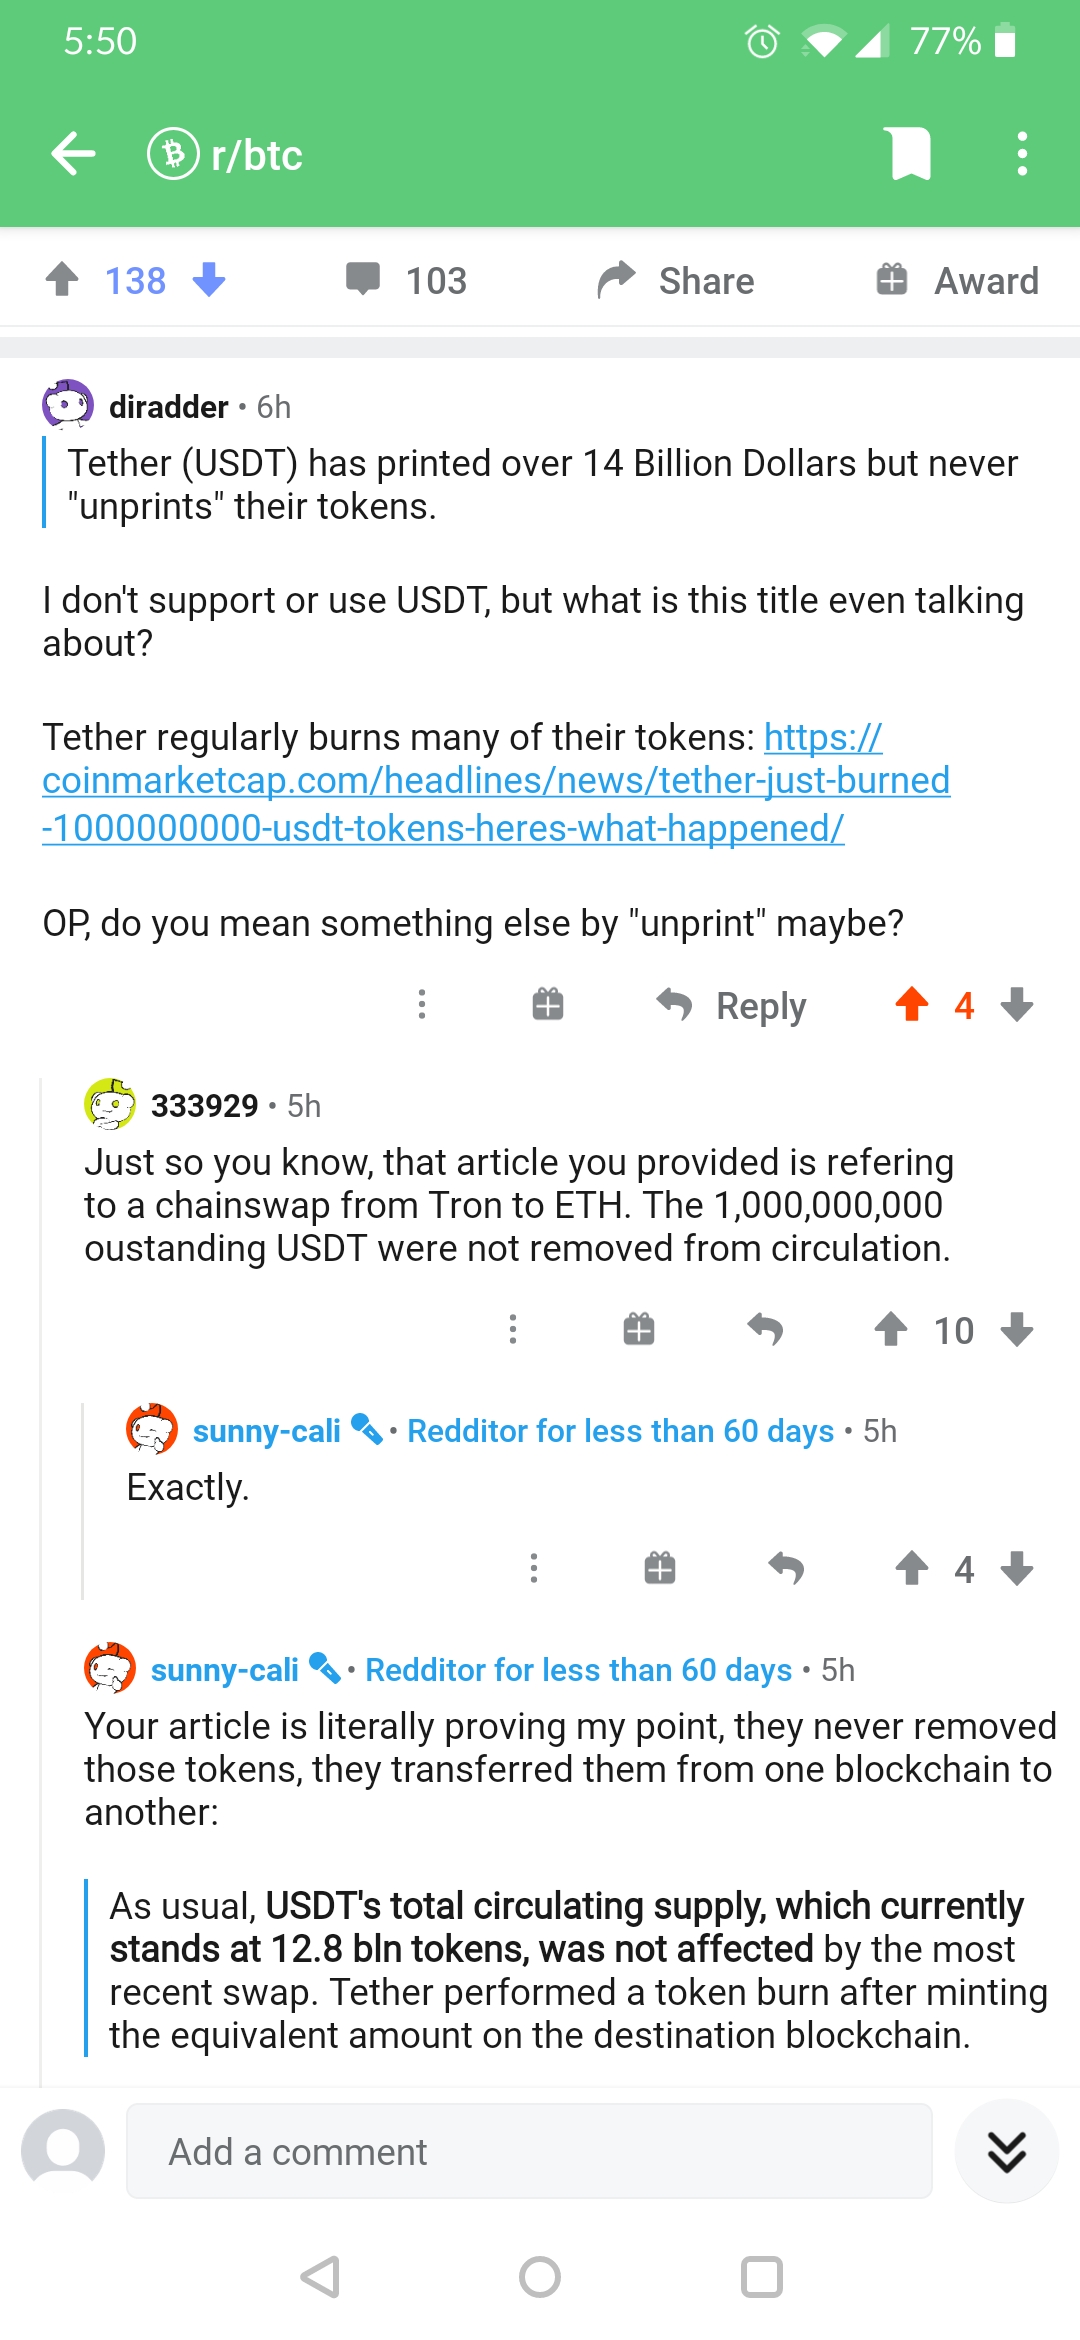 5:50
77%
r/btc
138
103
Share
Award
diradder • 6h
Tether (USDT) has printed over 14 Billion Dollars but never
"unprints" their tokens.
I don't support or use USDT, but what is this title even talking
about?
Tether regularly burns many of their tokens: https://
coinmarketcap.com/headlines/news/tether-just-burned
-1000000000-usdt-tokens-heres-what-happened/
OP, do you mean something else by "unprint" maybe?
Reply
4
333929 • 5h
Just so you know, that article you provided is refering
to a chainswap from Tron to ETH. The 1,000,000,000
oustanding USDT were not removed from circulation.
10
sunny-cali • Redditor for less than 60 days • 5h
Exactly.
4
sunny-cali • Redditor for less than 60 days • 5h
Your article is literally proving my point, they never removed
those tokens, they transferred them from one blockchain to
another:
As usual, USDT's total circulating supply, which currently
stands at 12.8 bln tokens, was not affected by the most
recent swap. Tether performed a token burn after minting
the equivalent amount on the destination blockchain.
Add a comment